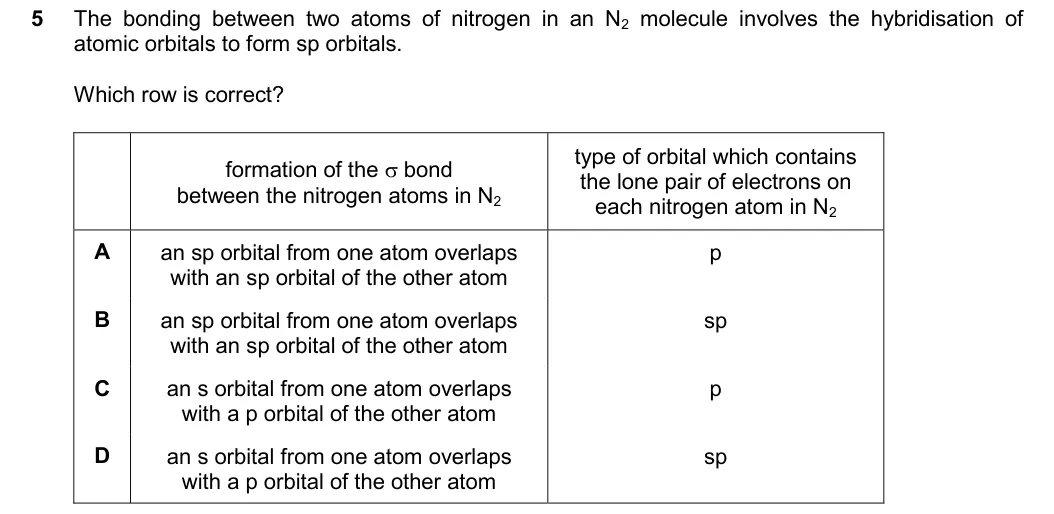 5 The bonding between two atoms of nitrogen in an N₂ molecule involves the hybridisation of
atomic orbitals to form sp orbitals.
Which row is correct?
formation of the σ bond
between the nitrogen atoms in N₂
type of orbital which contains
the lone pair of electrons on
each nitrogen atom in N₂
A an sp orbital from one atom overlaps
with an sp orbital of the other atom
p
B an sp orbital from one atom overlaps
with an sp orbital of the other atom
sp
C an s orbital from one atom overlaps
with a p orbital of the other atom
p
D an s orbital from one atom overlaps
with a p orbital of the other atom
sp